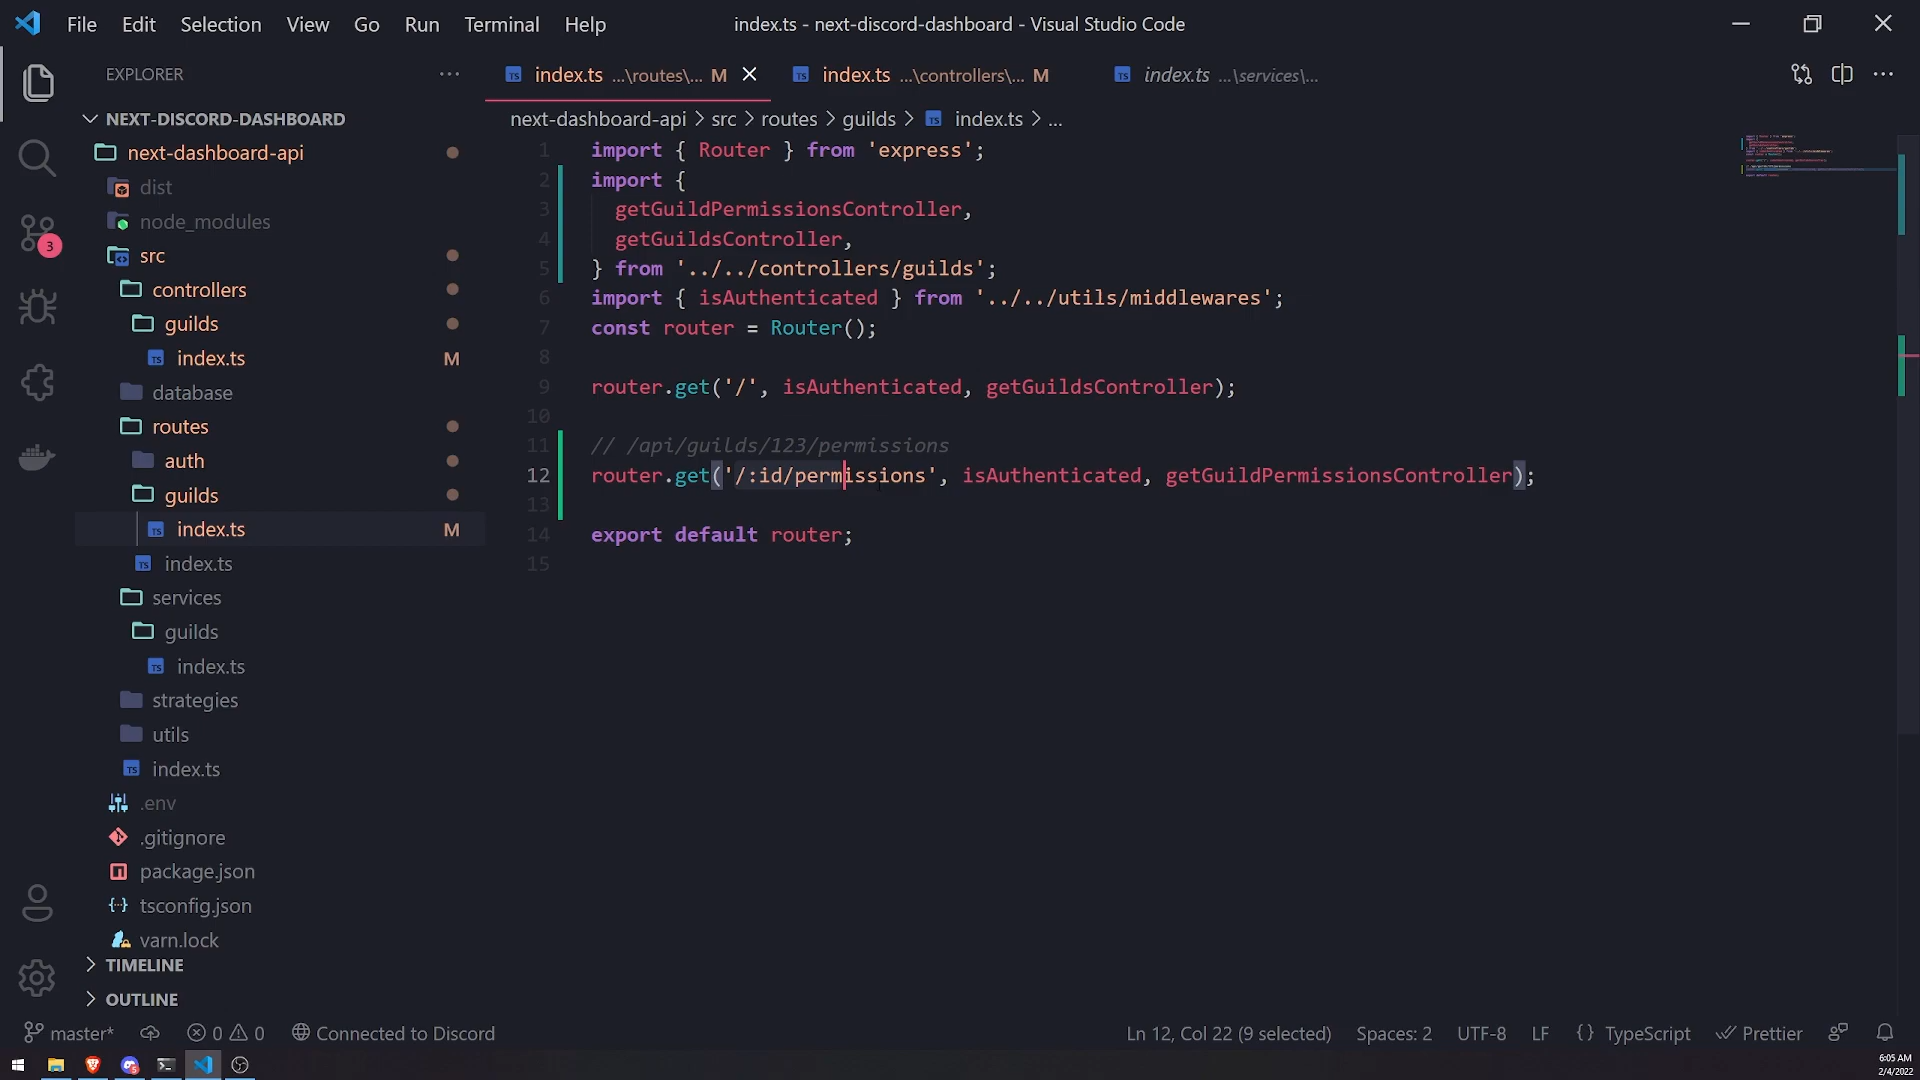 File Edit Selection View Go Run Terminal Help
index.ts - next-discord-dashboard - Visual Studio Code
EXPLORER
index.ts ...\routes\... M
index.ts ...\controllers\... M
index.ts ...\services\...
NEXT-DISCORD-DASHBOARD
next-dashboard-api > src > routes > guilds > index.ts > ...
next-dashboard-api
dist
node_modules
src
controllers
guilds
index.ts M
database
routes
auth
guilds
index.ts M
index.ts
services
guilds
index.ts
strategies
utils
index.ts
.env
.gitignore
package.json
tsconfig.json
yarn.lock
TIMELINE
OUTLINE
3
1 import { Router } from 'express';
2 import {
3 getGuildPermissionsController,
4 getGuildsController,
5 } from '../../controllers/guilds';
6 import { isAuthenticated } from '../../utils/middlewares';
7 const router = Router();
8
9 router.get('/', isAuthenticated, getGuildsController);
10
11 // /api/guilds/123/permissions
12 router.get('/:id/permissions', isAuthenticated, getGuildPermissionsController);
13
14 export default router;
15
master* 0 0 Connected to Discord
Ln 12, Col 22 (9 selected) Spaces: 2 UTF-8 LF {} TypeScript Prettier
6:05 AM
2/4/2022